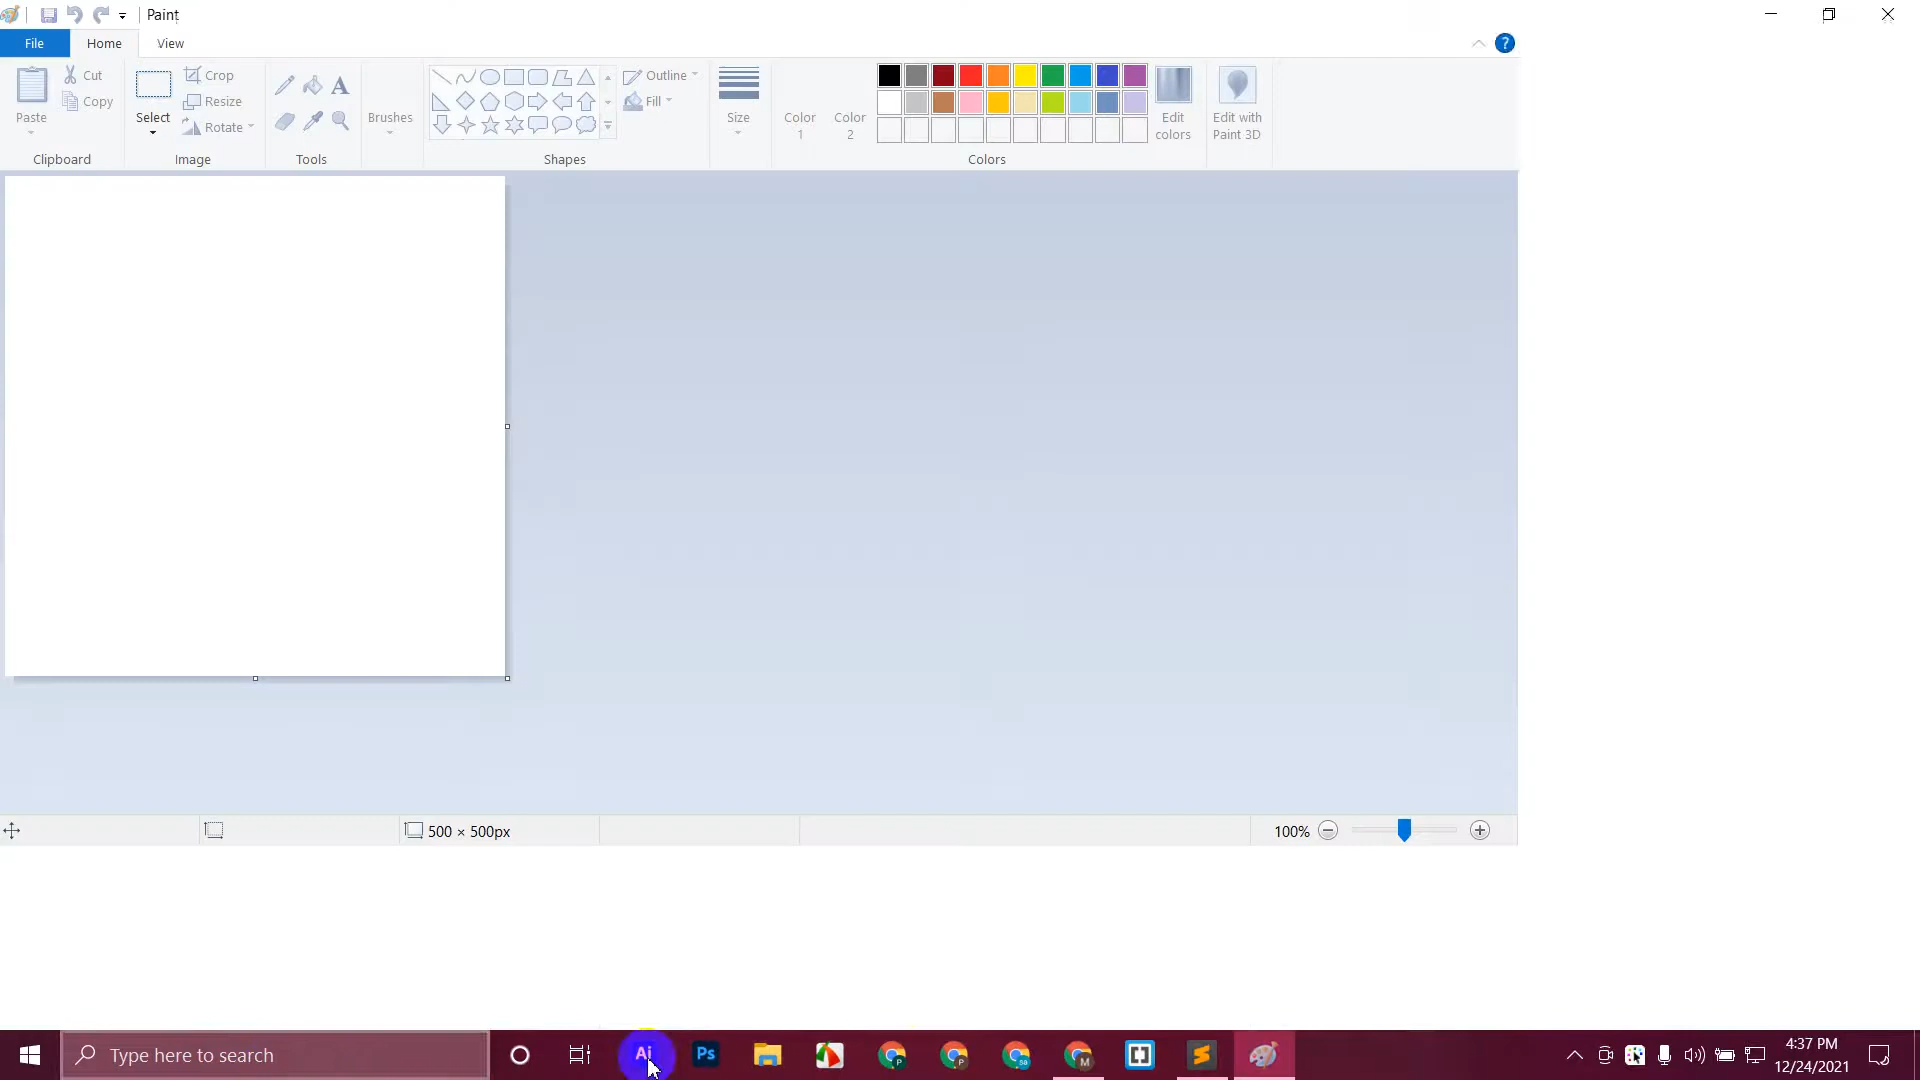 Paint
File Home View
Paste
Cut
Copy
Clipboard
Select
Crop
Resize
Rotate
Image
Tools
Brushes
Outline
Fill
Shapes
Size
Color 1
Color 2
Colors
Edit colors
Edit with Paint 3D
500 × 500px
100%
Type here to search
Ai
Ps
P
P
sa
M
4:37 PM
12/24/2021